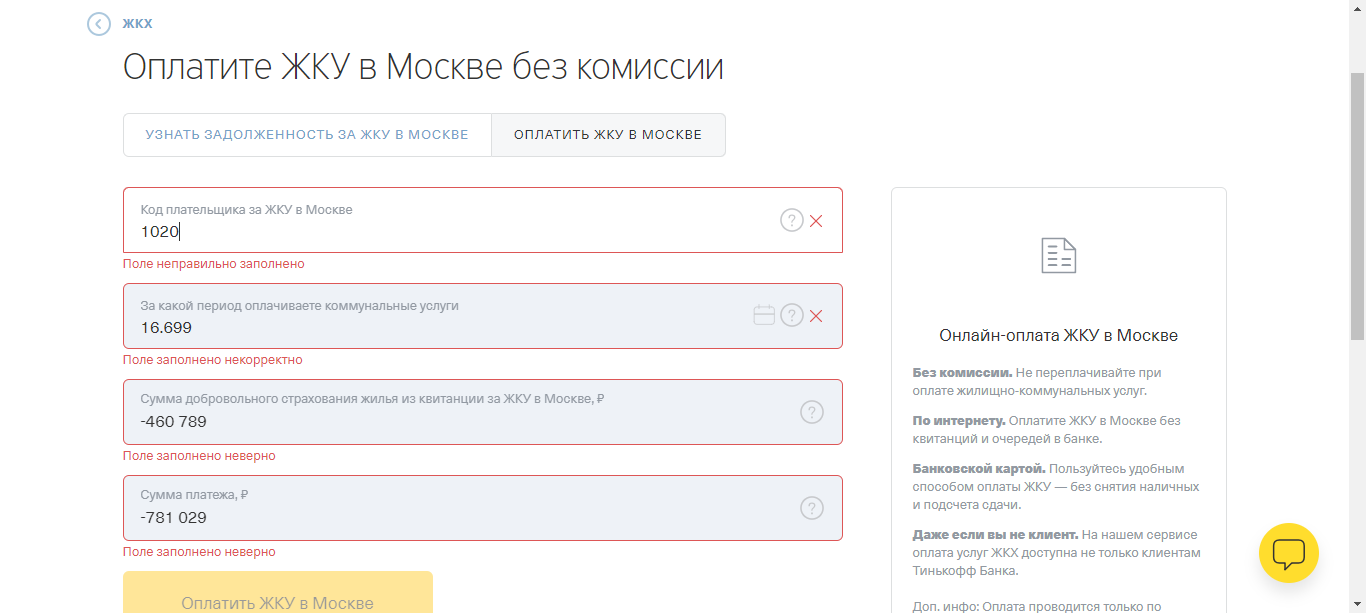 ЖКХ
Оплатите ЖКУ в Москве без комиссии
УЗНАТЬ ЗАДОЛЖЕННОСТЬ ЗА ЖКУ В МОСКВЕ
ОПЛАТИТЬ ЖКУ В МОСКВЕ
Код плательщика за ЖКУ в Москве
1020
Поле неправильно заполнено
За какой период оплачиваете коммунальные услуги
16.699
Поле заполнено некорректно
Сумма добровольного страхования жилья из квитанции за ЖКУ в Москве, ₽
-460 789
Поле заполнено неверно
Сумма платежа, ₽
-781 029
Поле заполнено неверно
Оплатить ЖКУ в Москве
Онлайн-оплата ЖКУ в Москве
Без комиссии. Не переплачивайте при
оплате жилищно-коммунальных услуг.
По интернету. Оплатите ЖКУ в Москве без
квитанций и очередей в банке.
Банковской картой. Пользуйтесь удобным
способом оплаты ЖКУ — без снятия наличных
и подсчета сдачи.
Даже если вы не клиент. На нашем сервисе
оплата услуг ЖКХ доступна не только клиентам
Тинькофф Банка.
Доп. инфо: Оплата проводится только по